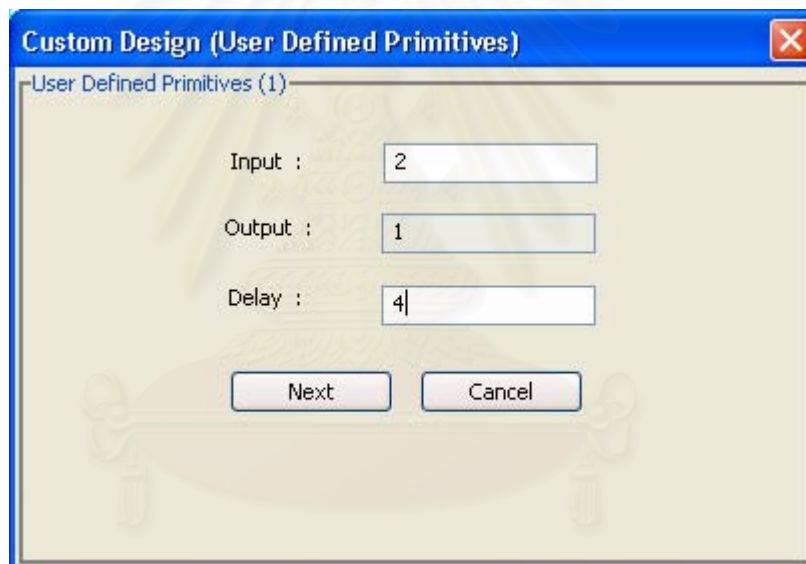 Custom Design (User Defined Primitives)
User Defined Primitives (1)
Input : 2
Output : 1
Delay : 4
Next Cancel